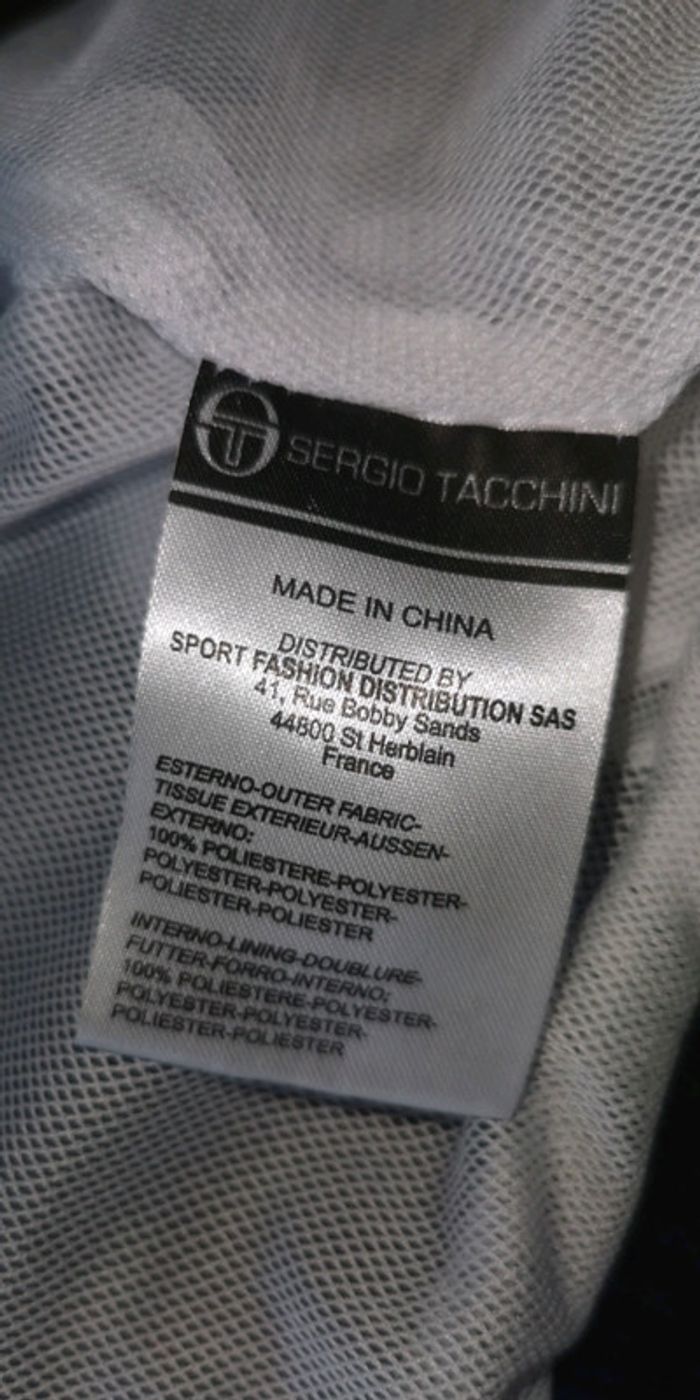 SERGIO TACCHINI
MADE IN CHINA
DISTRIBUTED BY
SPORT FASHION DISTRIBUTION SAS
41, Rue Bobby Sands
44800 St Herblain
France
ESTERNO-OUTER FABRIC-
TISSUE EXTERIEUR-AUSSEN-
EXTERNO:
100% POLIESTERE-POLYESTER-
POLYESTER-POLYESTER-
POLIESTER-POLIESTER
INTERNO-LINING-DOUBLURE-
FUTTER-FORRO-INTERNO:
100% POLIESTERE-POLYESTER-
POLYESTER-POLYESTER-
POLIESTER-POLIESTER